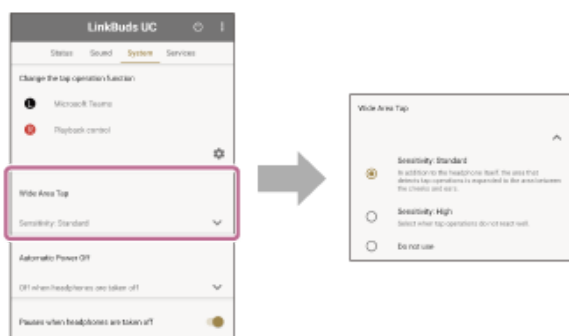 LinkBuds UC
Status Sound System Services
Change the tap operation function
L Microsoft Teams
R Playback control
Wide Area Tap
Sensitivity: Standard
Automatic Power Off
Off when headphones are taken off
Pauses when headphones are taken off
Wide Area Tap
Sensitivity: Standard
In addition to the headphone itself, the area that
detects tap operations is expanded to the area between
the cheeks and ears.
Sensitivity: High
Select when tap operations do not react well.
Do not use